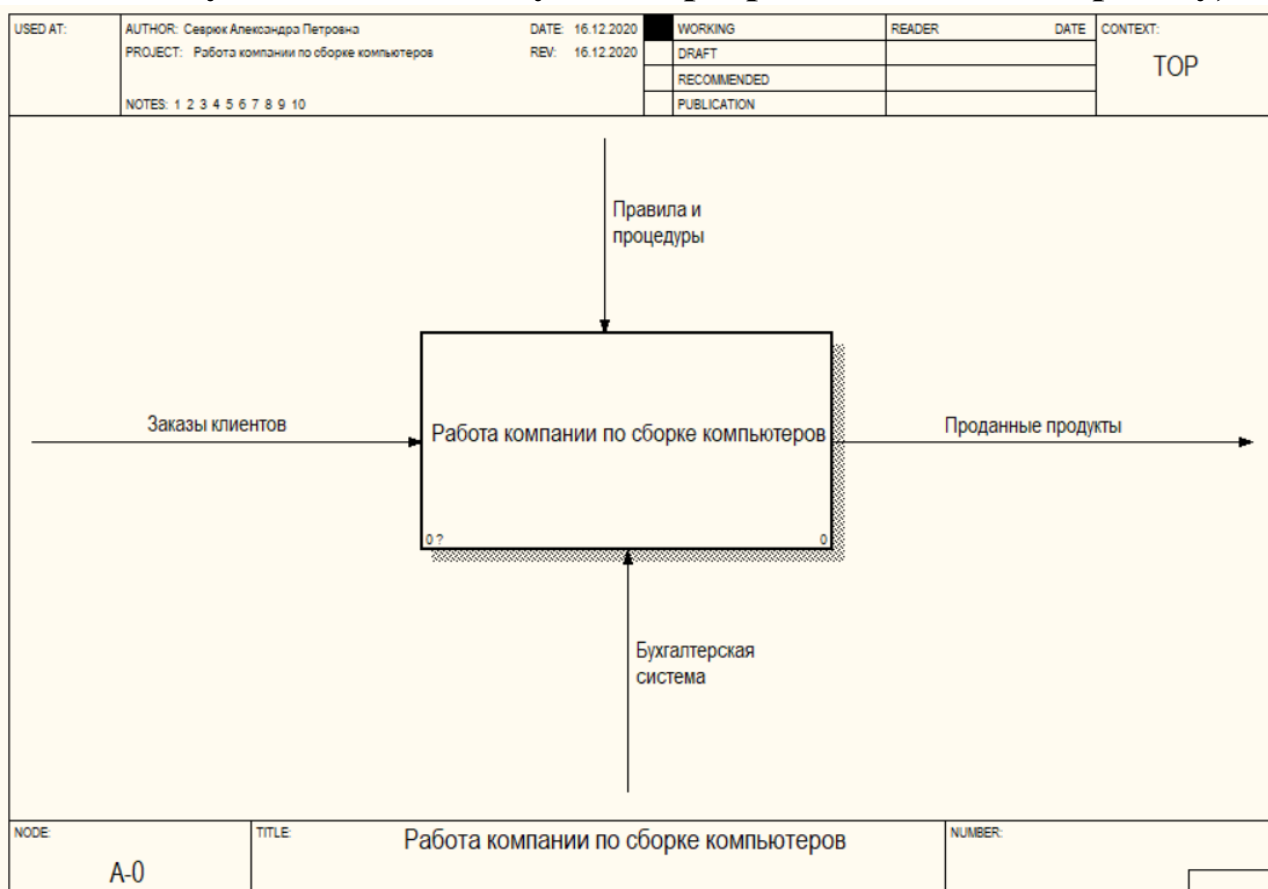 USED AT:
AUTHOR: Севрюк Александра Петровна
DATE: 16.12.2020
PROJECT: Работа компании по сборке компьютеров
REV: 16.12.2020
NOTES: 1 2 3 4 5 6 7 8 9 10
WORKING
DRAFT
RECOMMENDED
PUBLICATION
READER
DATE
CONTEXT:
TOP
Правила и
процедуры
Заказы клиентов
Работа компании по сборке компьютеров
Проданные продукты
0 ?
0
Бухгалтерская
система
NODE:
A-0
TITLE:
Работа компании по сборке компьютеров
NUMBER: